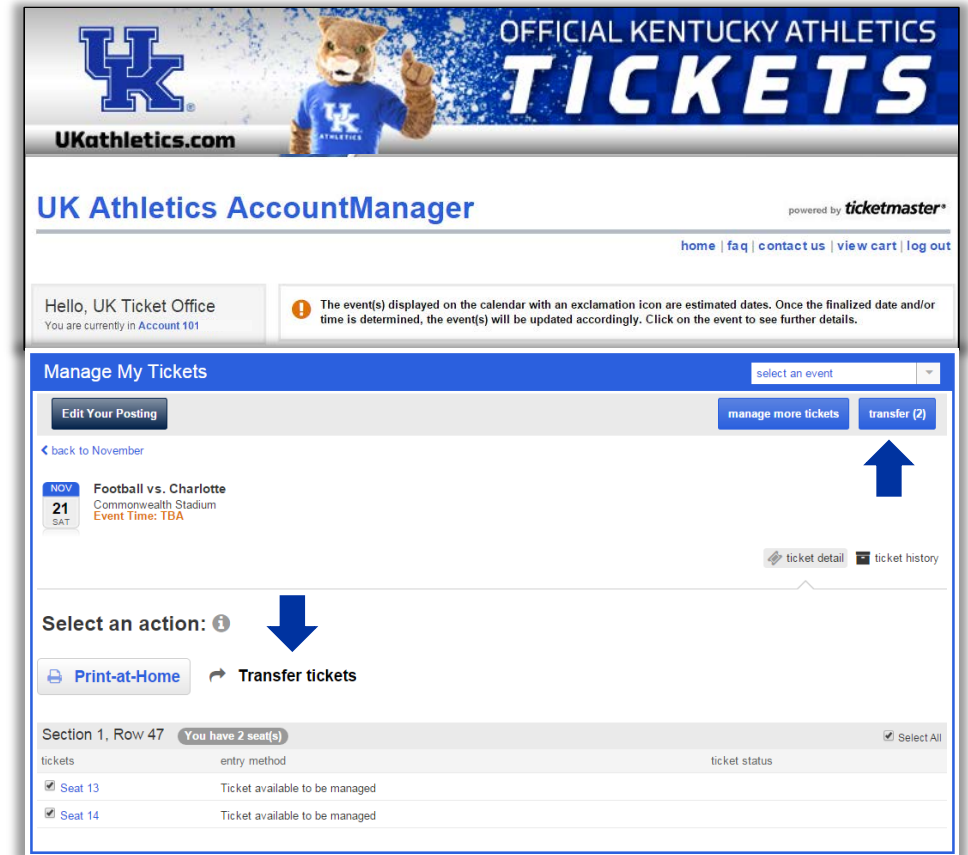 OFFICIAL KENTUCKY ATHLETICS
TICKETS
UK
UK
ATHLETICS
UKathletics.com
UK Athletics AccountManager
powered by ticketmaster®
home | faq | contact us | view cart | log out
Hello, UK Ticket Office
You are currently in Account 101
The event(s) displayed on the calendar with an exclamation icon are estimated dates. Once the finalized date and/or
time is determined, the event(s) will be updated accordingly. Click on the event to see further details.
Manage My Tickets
select an event
Edit Your Posting
manage more tickets
transfer (2)
back to November
NOV
21
SAT
Football vs. Charlotte
Commonwealth Stadium
Event Time: TBA
ticket detail
ticket history
Select an action:
Print-at-Home
Transfer tickets
Section 1, Row 47 You have 2 seat(s)
Select All
tickets entry method ticket status
Seat 13 Ticket available to be managed
Seat 14 Ticket available to be managed